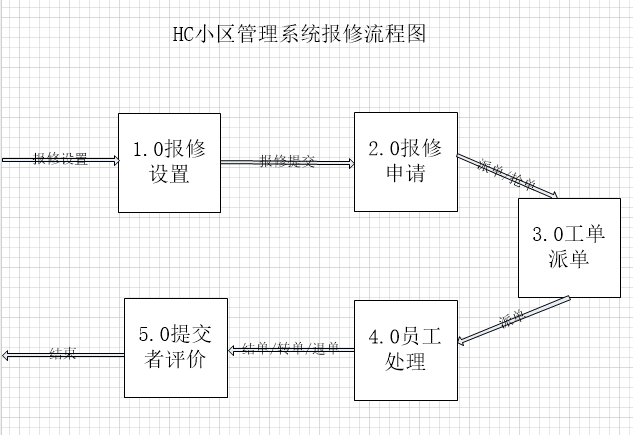 HC小区管理系统报修流程图
报修设置
1.0报修
设置
报修提交
2.0报修
申请
派单/抢单
3.0工单
派单
派单
4.0员工
处理
结单/转单/退单
5.0提交
者评价
结束